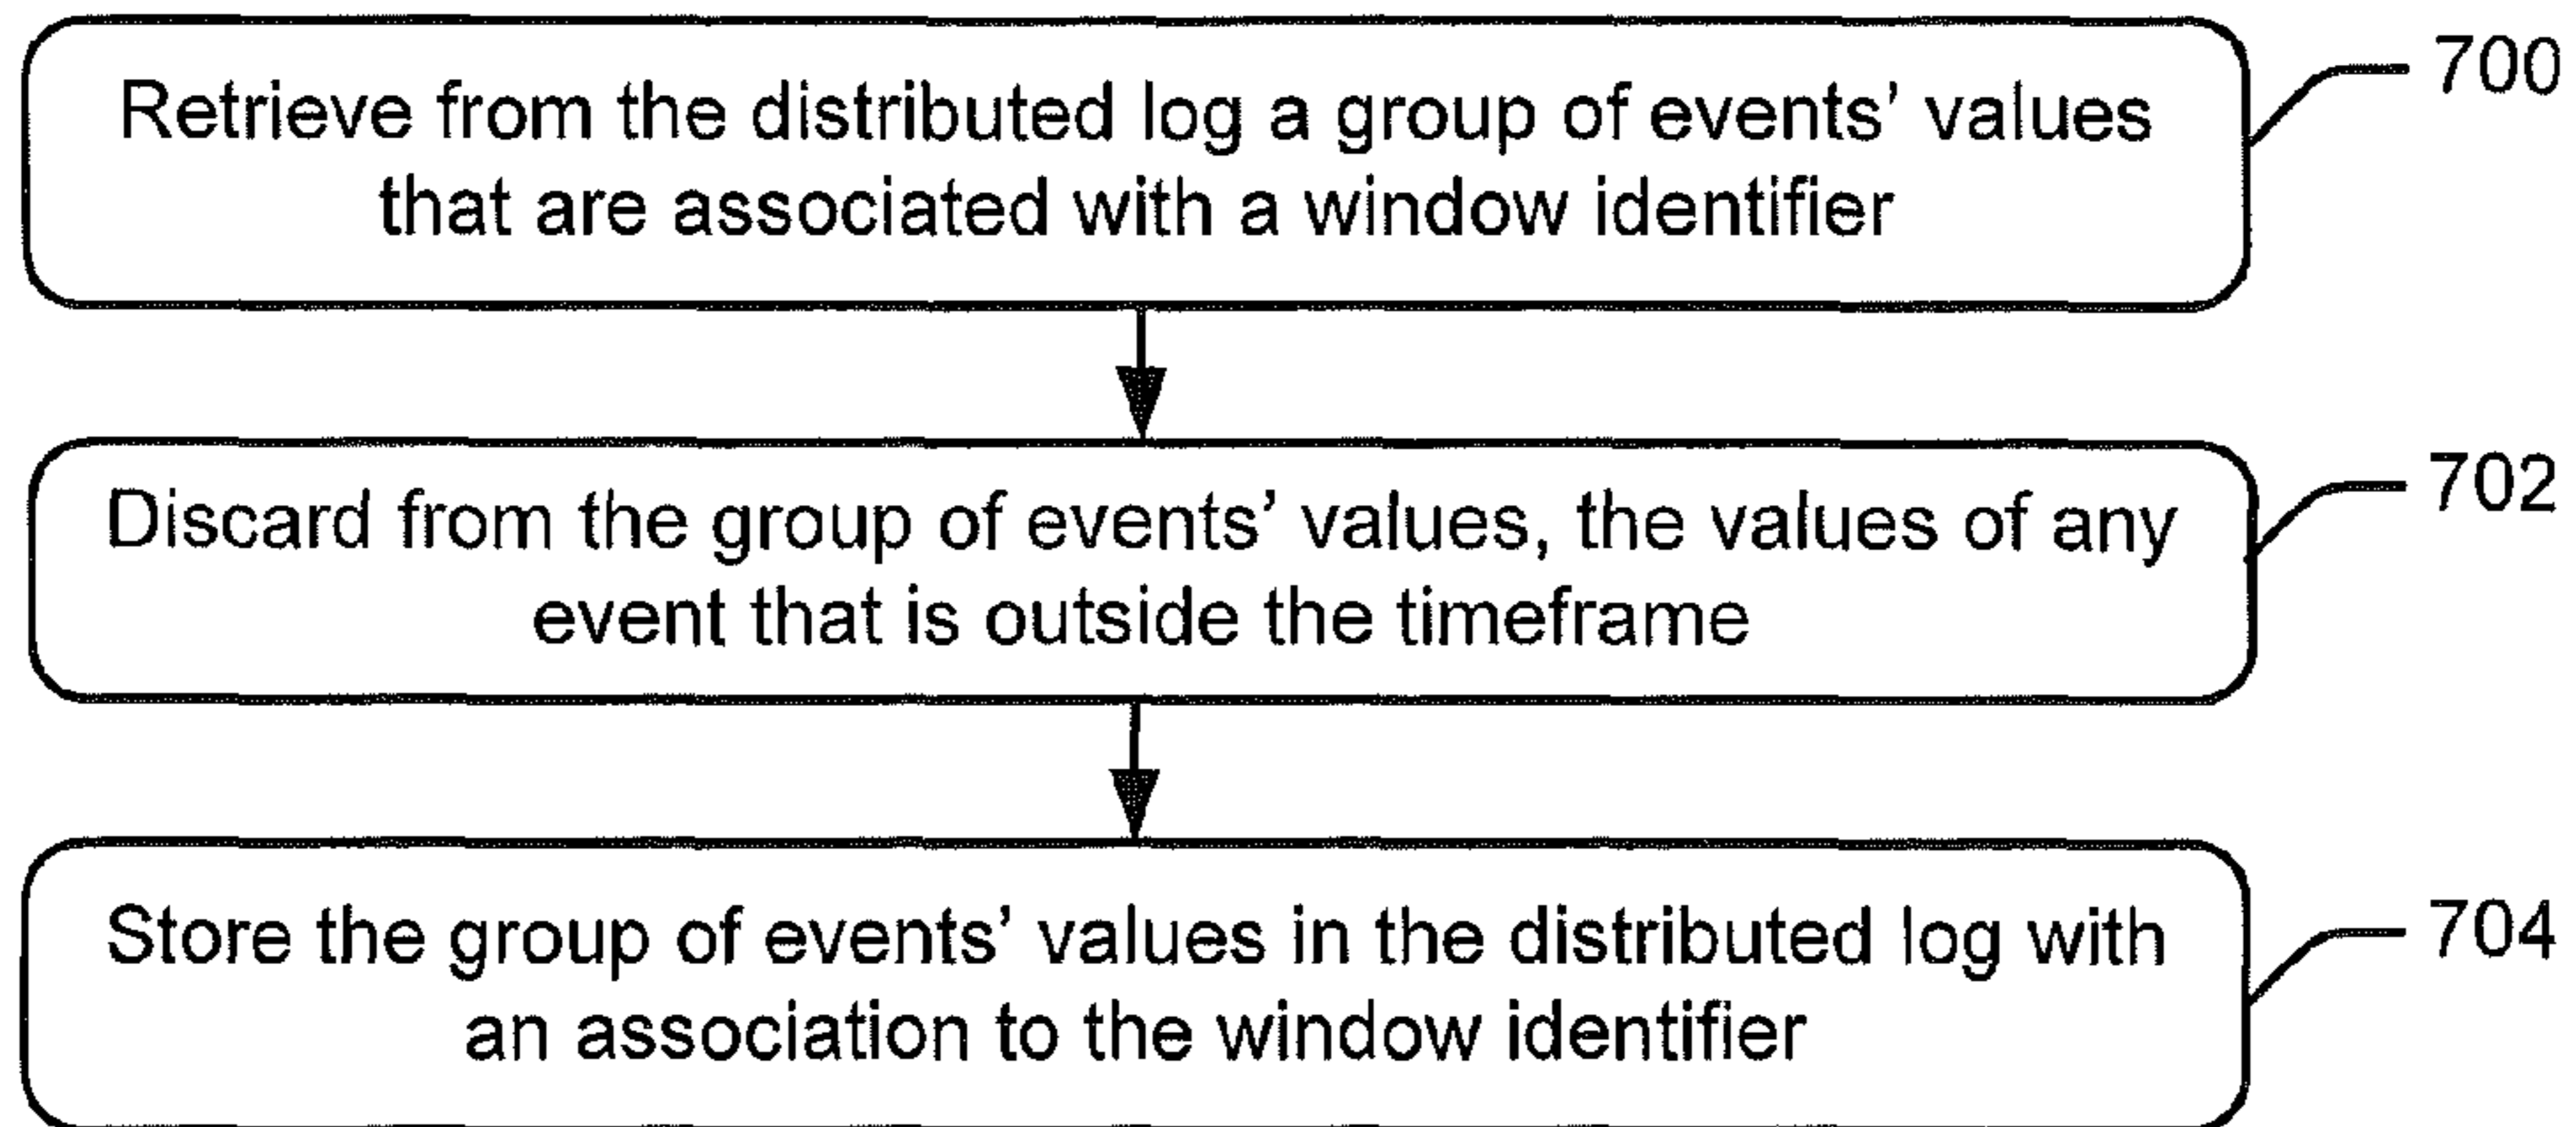 Retrieve from the distributed log a group of events’ values
that are associated with a window identifier
700
Discard from the group of events’ values, the values of any
event that is outside the timeframe
702
Store the group of events’ values in the distributed log with
an association to the window identifier
704